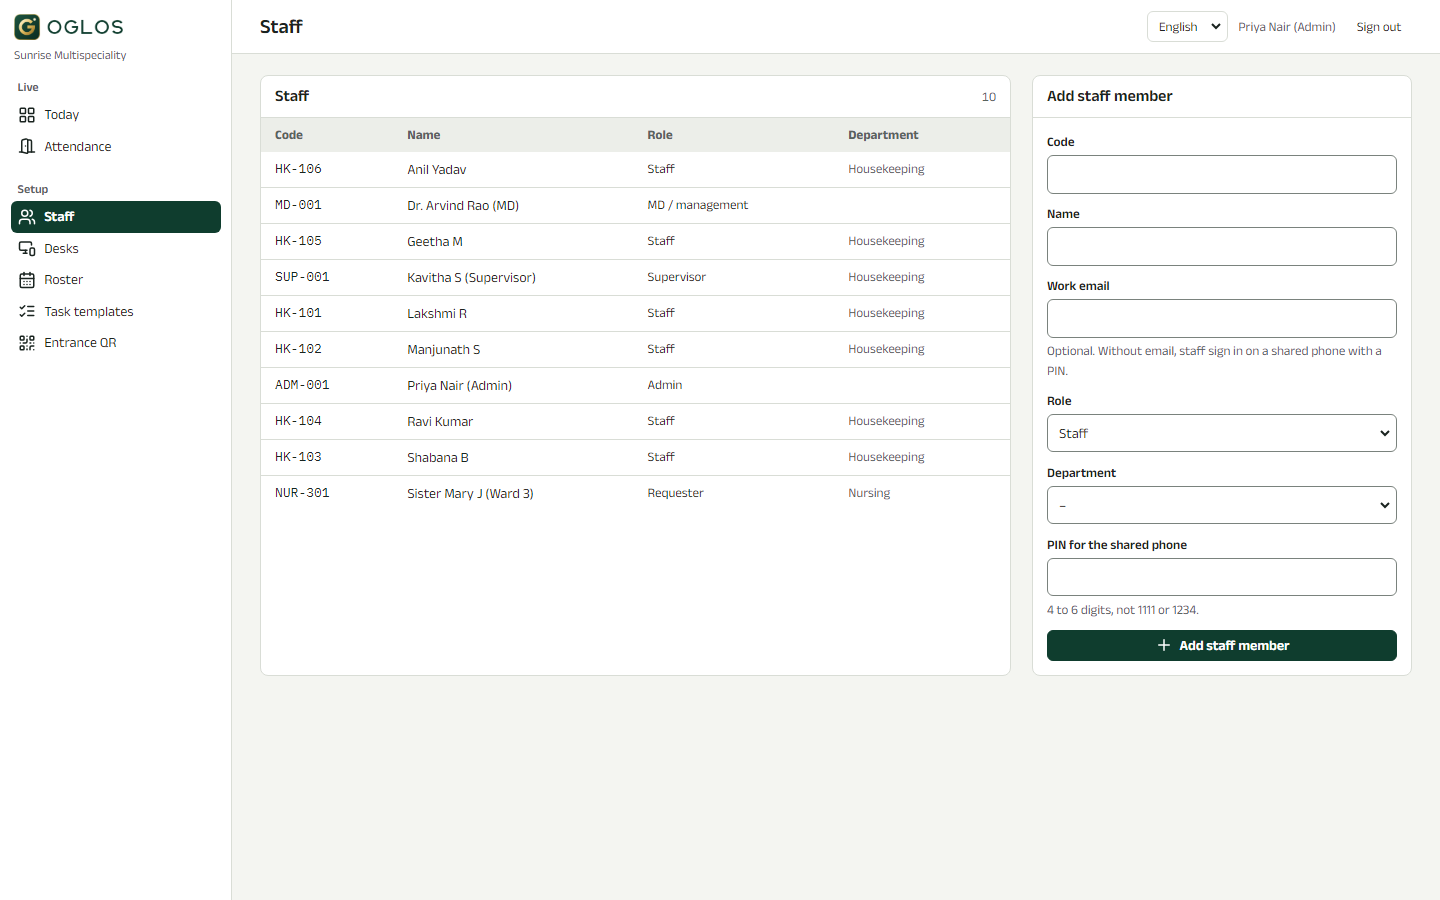 OGLOS
Sunrise Multispeciality
Live
Today
Attendance
Setup
Staff
Desks
Roster
Task templates
Entrance QR
Staff
English
Priya Nair (Admin)
Sign out
Staff 10
Code Name Role Department
HK-106 Anil Yadav Staff Housekeeping
MD-001 Dr. Arvind Rao (MD) MD / management
HK-105 Geetha M Staff Housekeeping
SUP-001 Kavitha S (Supervisor) Supervisor Housekeeping
HK-101 Lakshmi R Staff Housekeeping
HK-102 Manjunath S Staff Housekeeping
ADM-001 Priya Nair (Admin) Admin
HK-104 Ravi Kumar Staff Housekeeping
HK-103 Shabana B Staff Housekeeping
NUR-301 Sister Mary J (Ward 3) Requester Nursing
Add staff member
Code
Name
Work email
Optional. Without email, staff sign in on a shared phone with a
PIN.
Role
Staff
Department
–
PIN for the shared phone
4 to 6 digits, not 1111 or 1234.
Add staff member